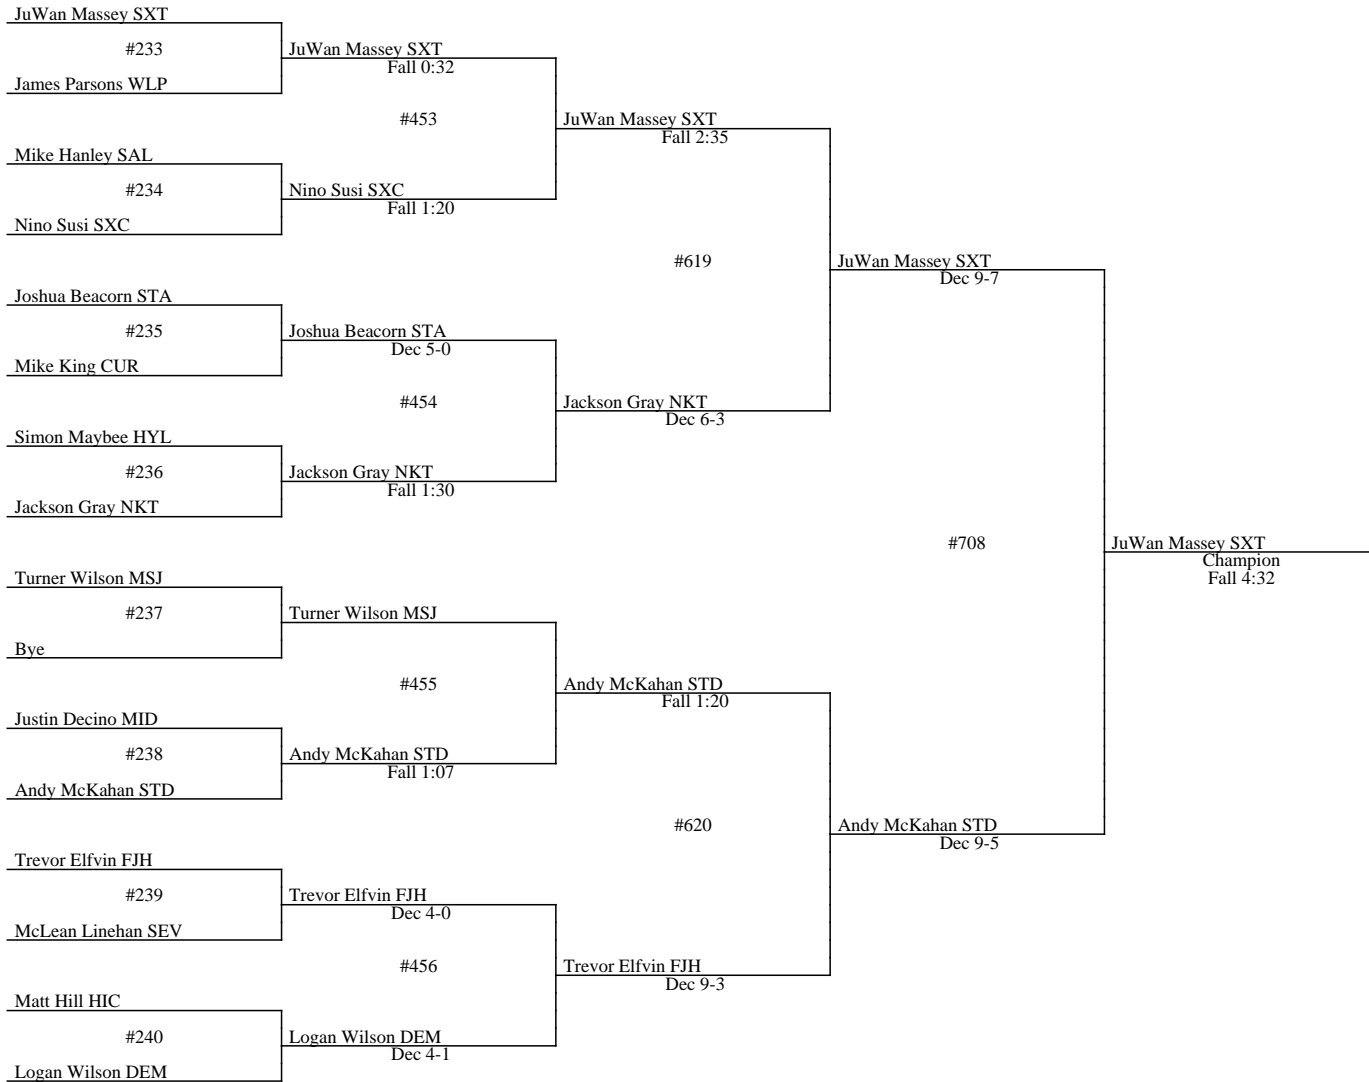 JuWan Massey SXT
#233
James Parsons WLP
JuWan Massey SXT
Fall 0:32
#453
Mike Hanley SAL
#234
Nino Susi SXC
Nino Susi SXC
Fall 1:20
JuWan Massey SXT
Fall 2:35
#619
Joshua Beacorn STA
#235
Mike King CUR
Joshua Beacorn STA
Dec 5-0
#454
Simon Maybee HYL
#236
Jackson Gray NKT
Jackson Gray NKT
Fall 1:30
Jackson Gray NKT
Dec 6-3
JuWan Massey SXT
Dec 9-7
#708
Turner Wilson MSJ
#237
Bye
Turner Wilson MSJ
#455
Justin Decino MID
#238
Andy McKahan STD
Andy McKahan STD
Fall 1:07
Andy McKahan STD
Fall 1:20
#620
Trevor Elfvin FJH
#239
McLean Linehan SEV
Trevor Elfvin FJH
Dec 4-0
#456
Matt Hill HIC
#240
Logan Wilson DEM
Logan Wilson DEM
Dec 4-1
Trevor Elfvin FJH
Dec 9-3
Andy McKahan STD
Dec 9-5
JuWan Massey SXT
Champion
Fall 4:32